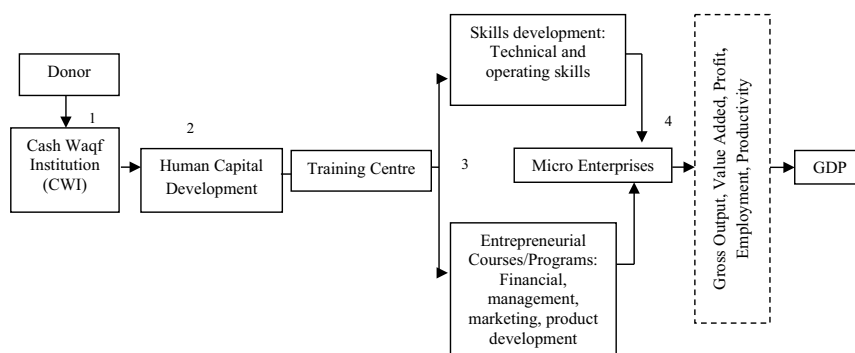 Donor
1
Cash Waqf
Institution
(CWI)
2
Human Capital
Development
Training Centre
3
Skills development:
Technical and
operating skills
4
Micro Enterprises
Entrepreneurial
Courses/Programs:
Financial,
management,
marketing, product
development
Gross Output, Value Added, Profit,
Employment, Productivity
GDP